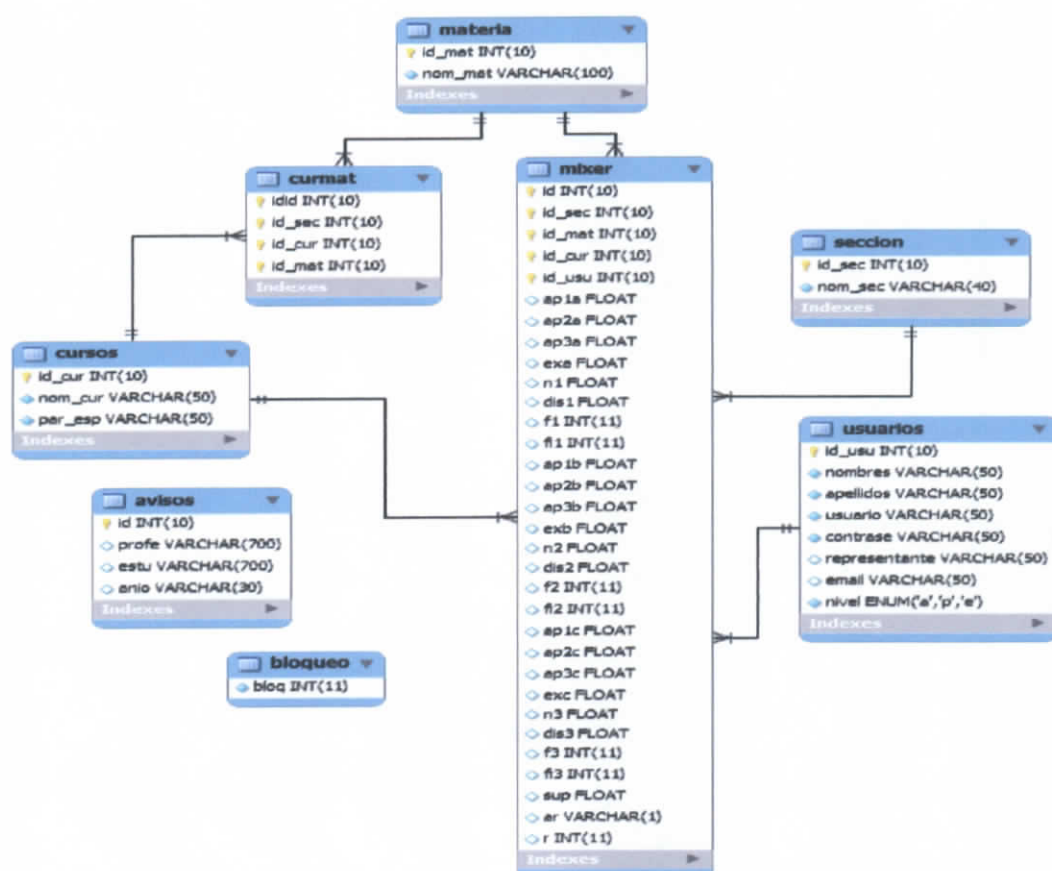 materia
id_mat INT(10)
nom_mat VARCHAR(100)
Indexes
curmat
idid INT(10)
id_sec INT(10)
id_cur INT(10)
id_mat INT(10)
Indexes
mixer
id INT(10)
id_sec INT(10)
id_mat INT(10)
id_cur INT(10)
id_usu INT(10)
ap1a FLOAT
ap2a FLOAT
ap3a FLOAT
exa FLOAT
n1 FLOAT
dis1 FLOAT
f1 INT(11)
fi1 INT(11)
ap1b FLOAT
ap2b FLOAT
ap3b FLOAT
exb FLOAT
n2 FLOAT
dis2 FLOAT
f2 INT(11)
fi2 INT(11)
ap1c FLOAT
ap2c FLOAT
ap3c FLOAT
exc FLOAT
n3 FLOAT
dis3 FLOAT
f3 INT(11)
fi3 INT(11)
sup FLOAT
ar VARCHAR(1)
r INT(11)
Indexes
seccion
id_sec INT(10)
nom_sec VARCHAR(40)
Indexes
cursos
id_cur INT(10)
nom_cur VARCHAR(50)
par_esp VARCHAR(50)
Indexes
usuarios
id_usu INT(10)
nombres VARCHAR(50)
apellidos VARCHAR(50)
usuario VARCHAR(50)
contrase VARCHAR(50)
representante VARCHAR(50)
email VARCHAR(50)
nivel ENUM('a','p','e')
Indexes
avisos
id INT(10)
profe VARCHAR(700)
estu VARCHAR(700)
anio VARCHAR(30)
Indexes
bloqueo
bloq INT(11)